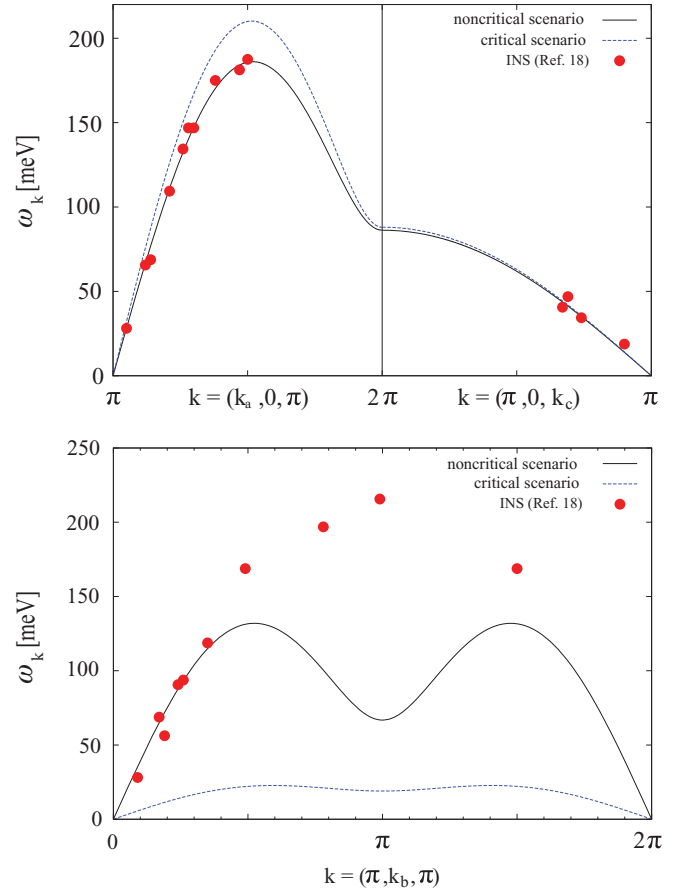 noncritical scenario
critical scenario
INS (Ref. 18)
200
150
100
50
0
ω_k [meV]
π
k = (k_a ,0, π)
2π
k = (π,0, k_c)
π
noncritical scenario
critical scenario
INS (Ref. 18)
250
200
150
100
50
0
ω_k [meV]
0
π
2π
k = (π,k_b,π)